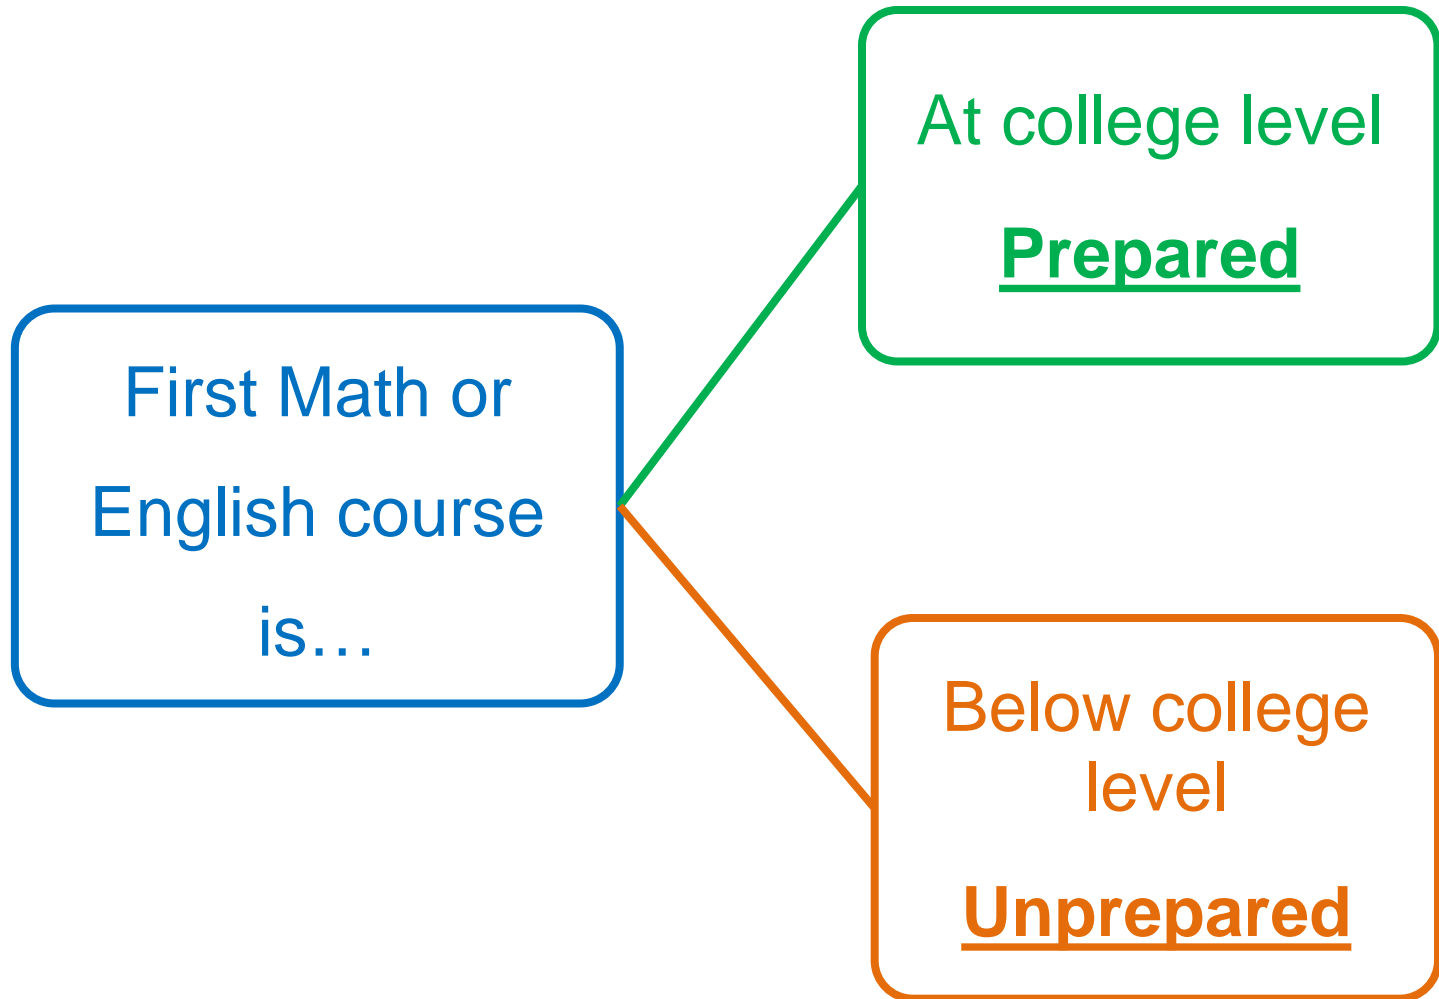 First Math or
English course
is…
At college level
Prepared
Below college
level
Unprepared